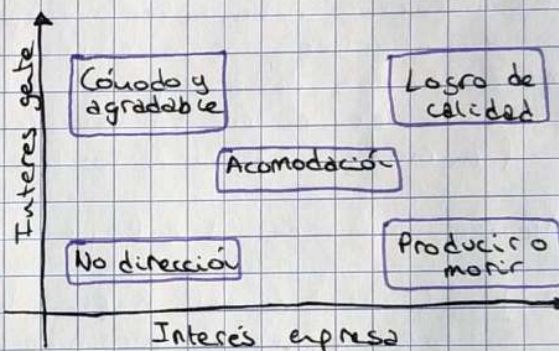 Interes gente
Cómodo y
agradable
Logro de
calidad
Acomodación
No dirección
Producir o
morir
Interés empresa